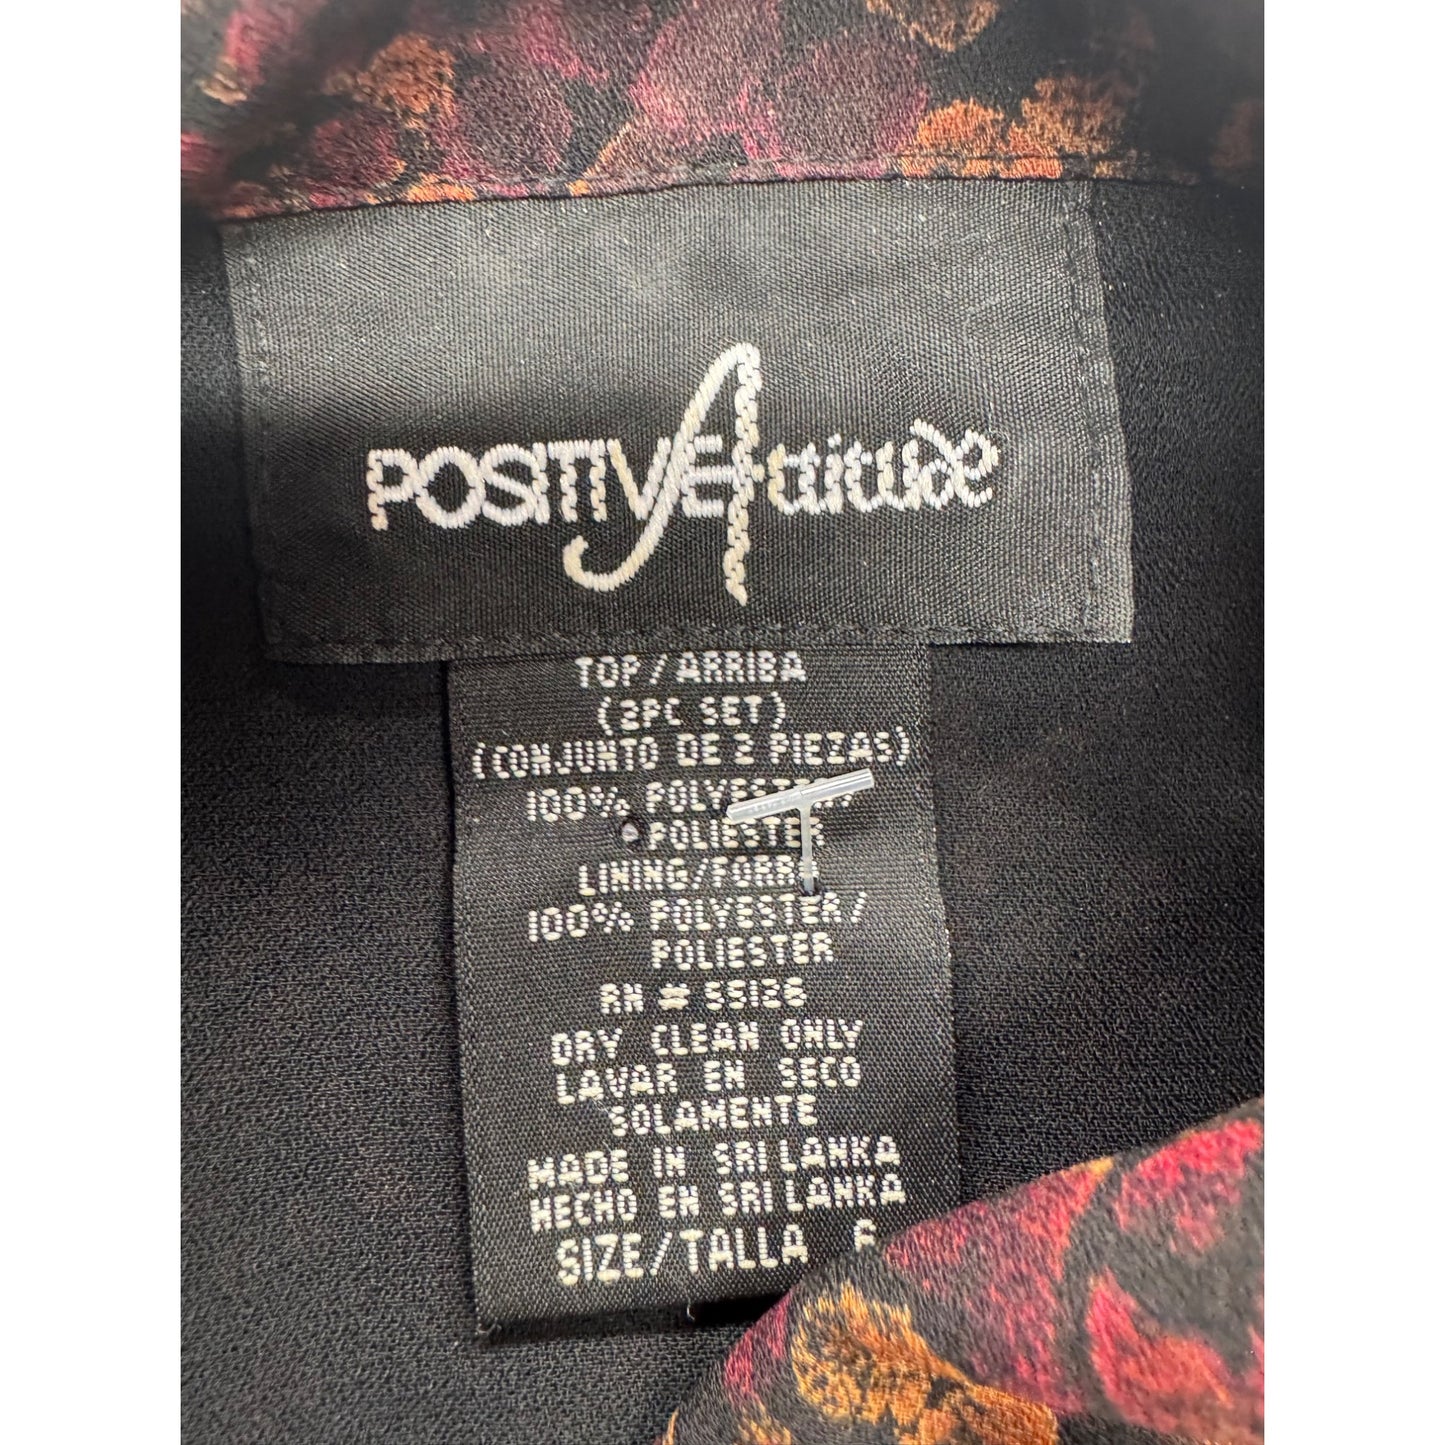 POSITIVE Attitude
TOP/ARRIBA
(2PC SET)
(CONJUNTO DE 2 PIEZAS)
100% POLYESTER/
POLIESTER
LINING/FORRO
100% POLYESTER/
POLIESTER
RN # 55128
DRY CLEAN ONLY
LAVAR EN SECO
SOLAMENTE
MADE IN SRI LANKA
HECHO EN SRI LANKA
SIZE/TALLA 6